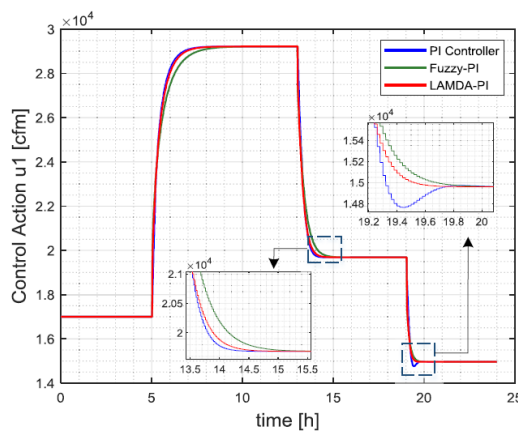 ×10⁴
3
2.8
2.6
2.4
2.2
2
1.8
1.6
1.4
Control Action u1 [cfm]
0 5 10 15 20 25
time [h]
PI Controller
Fuzzy-PI
LAMDA-PI
×10⁴
1.54
1.52
1.5
1.48
19.2 19.4 19.6 19.8 20
×10⁴
2.1
2.05
2
1.95
13.5 14 14.5 15 15.5